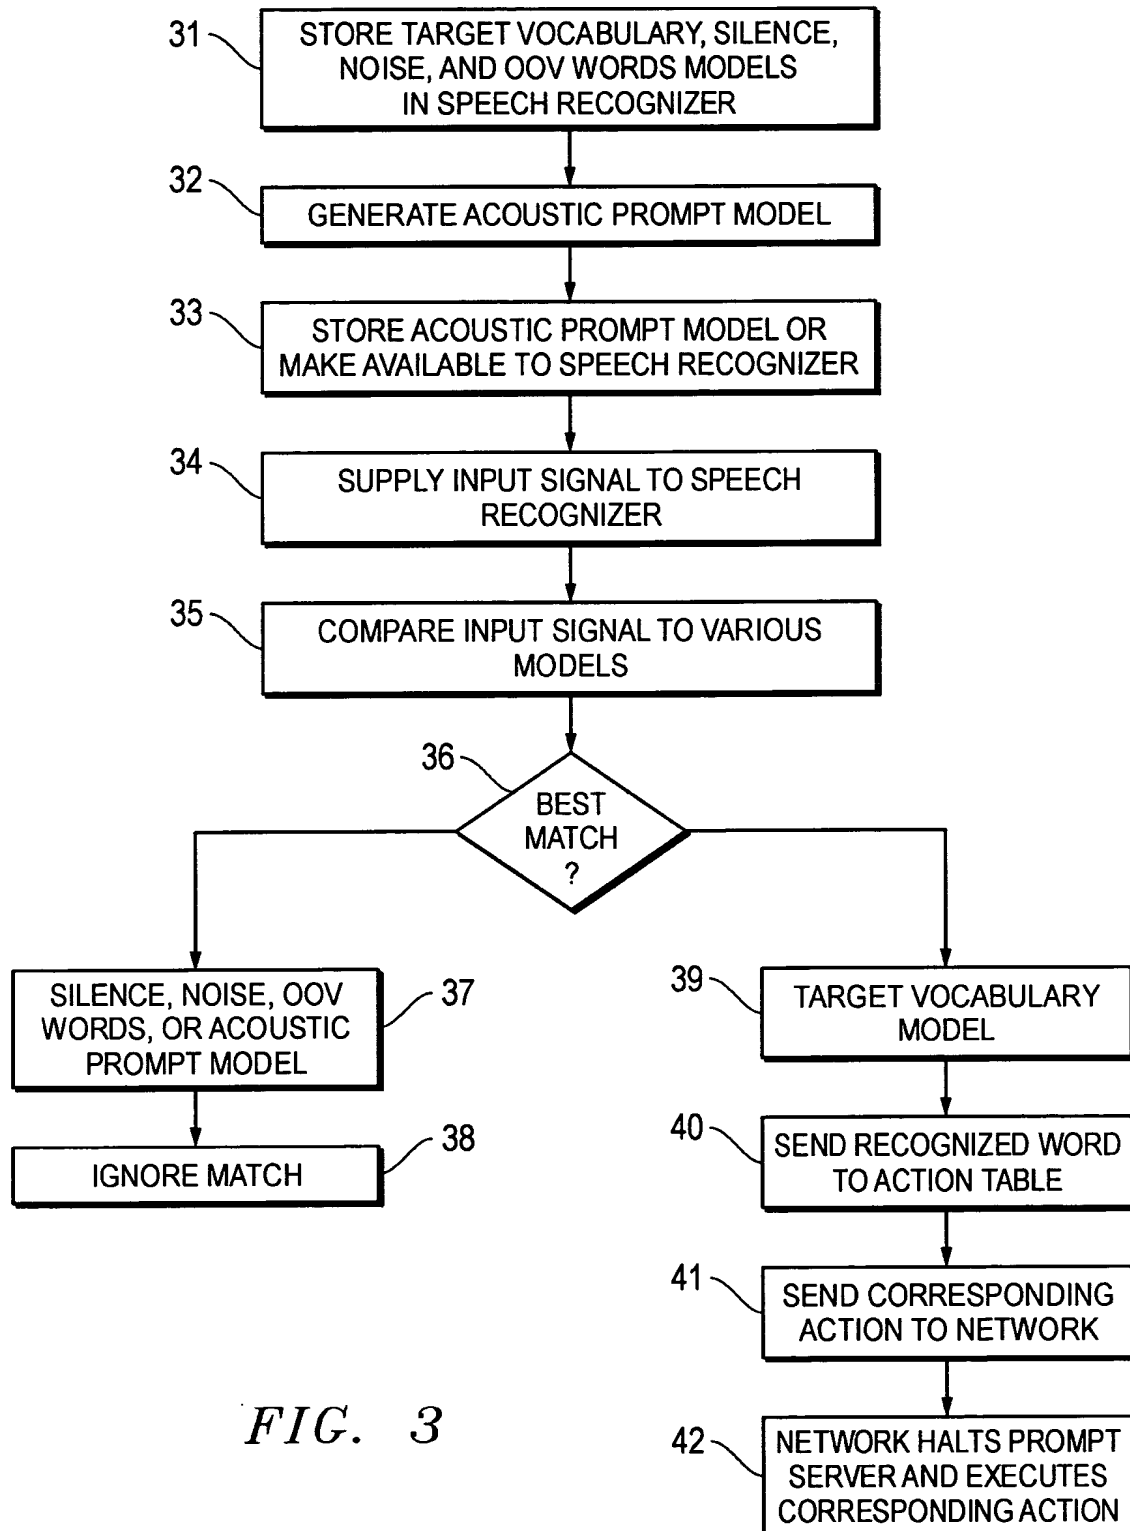 31
STORE TARGET VOCABULARY, SILENCE,
NOISE, AND OOV WORDS MODELS
IN SPEECH RECOGNIZER
32
GENERATE ACOUSTIC PROMPT MODEL
33
STORE ACOUSTIC PROMPT MODEL OR
MAKE AVAILABLE TO SPEECH RECOGNIZER
34
SUPPLY INPUT SIGNAL TO SPEECH
RECOGNIZER
35
COMPARE INPUT SIGNAL TO VARIOUS
MODELS
36
BEST
MATCH
?
SILENCE, NOISE, OOV
WORDS, OR ACOUSTIC
PROMPT MODEL
37
IGNORE MATCH
38
39
TARGET VOCABULARY
MODEL
40
SEND RECOGNIZED WORD
TO ACTION TABLE
41
SEND CORRESPONDING
ACTION TO NETWORK
42
NETWORK HALTS PROMPT
SERVER AND EXECUTES
CORRESPONDING ACTION
FIG. 3